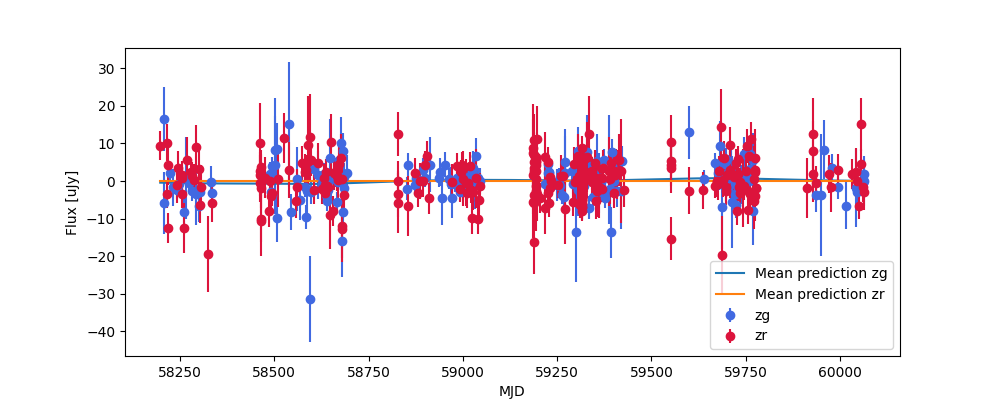 30
20
10
0
−10
−20
−30
−40
Flux [uJy]
58250 58500 58750 59000 59250 59500 59750 60000
MJD
Mean prediction zg
Mean prediction zr
zg
zr